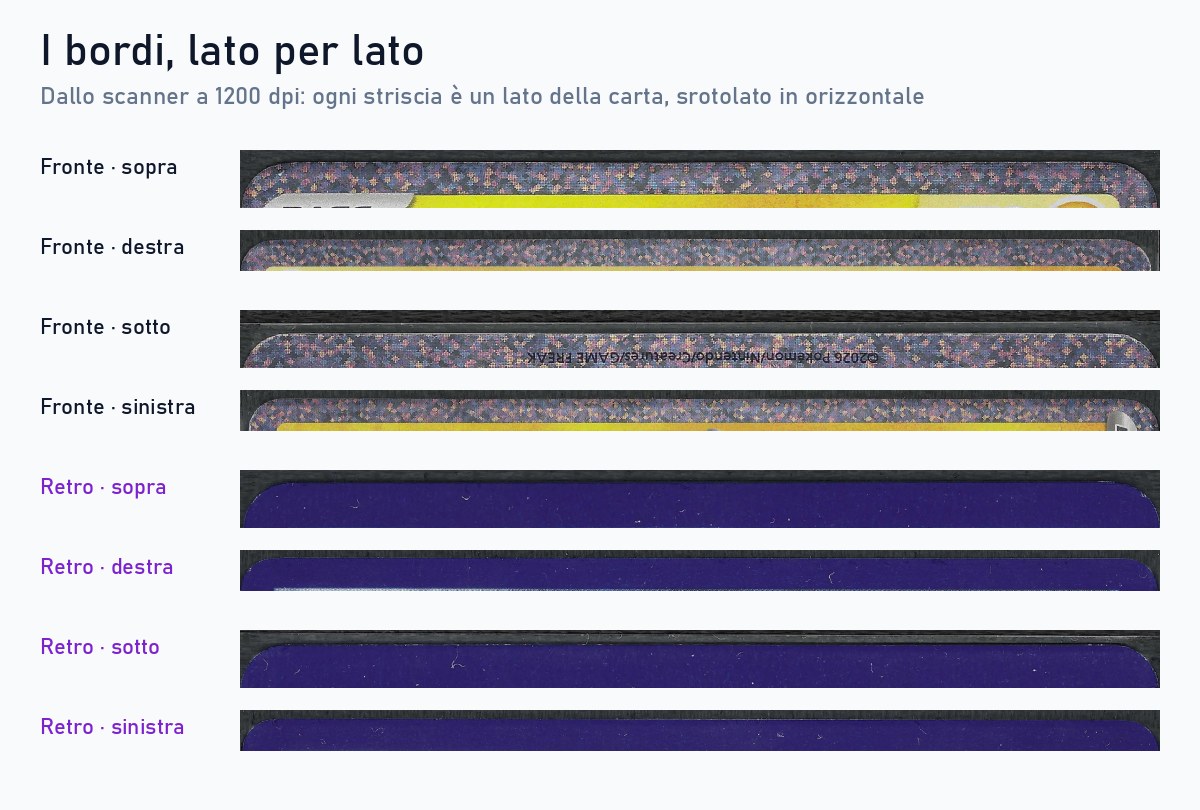 I bordi, lato per lato
Dallo scanner a 1200 dpi: ogni striscia è un lato della carta, srotolato in orizzontale
Fronte · sopra
Fronte · destra
Fronte · sotto
©2026 Pokémon/Nintendo/Creatures/GAME FREAK
Fronte · sinistra
Retro · sopra
Retro · destra
Retro · sotto
Retro · sinistra